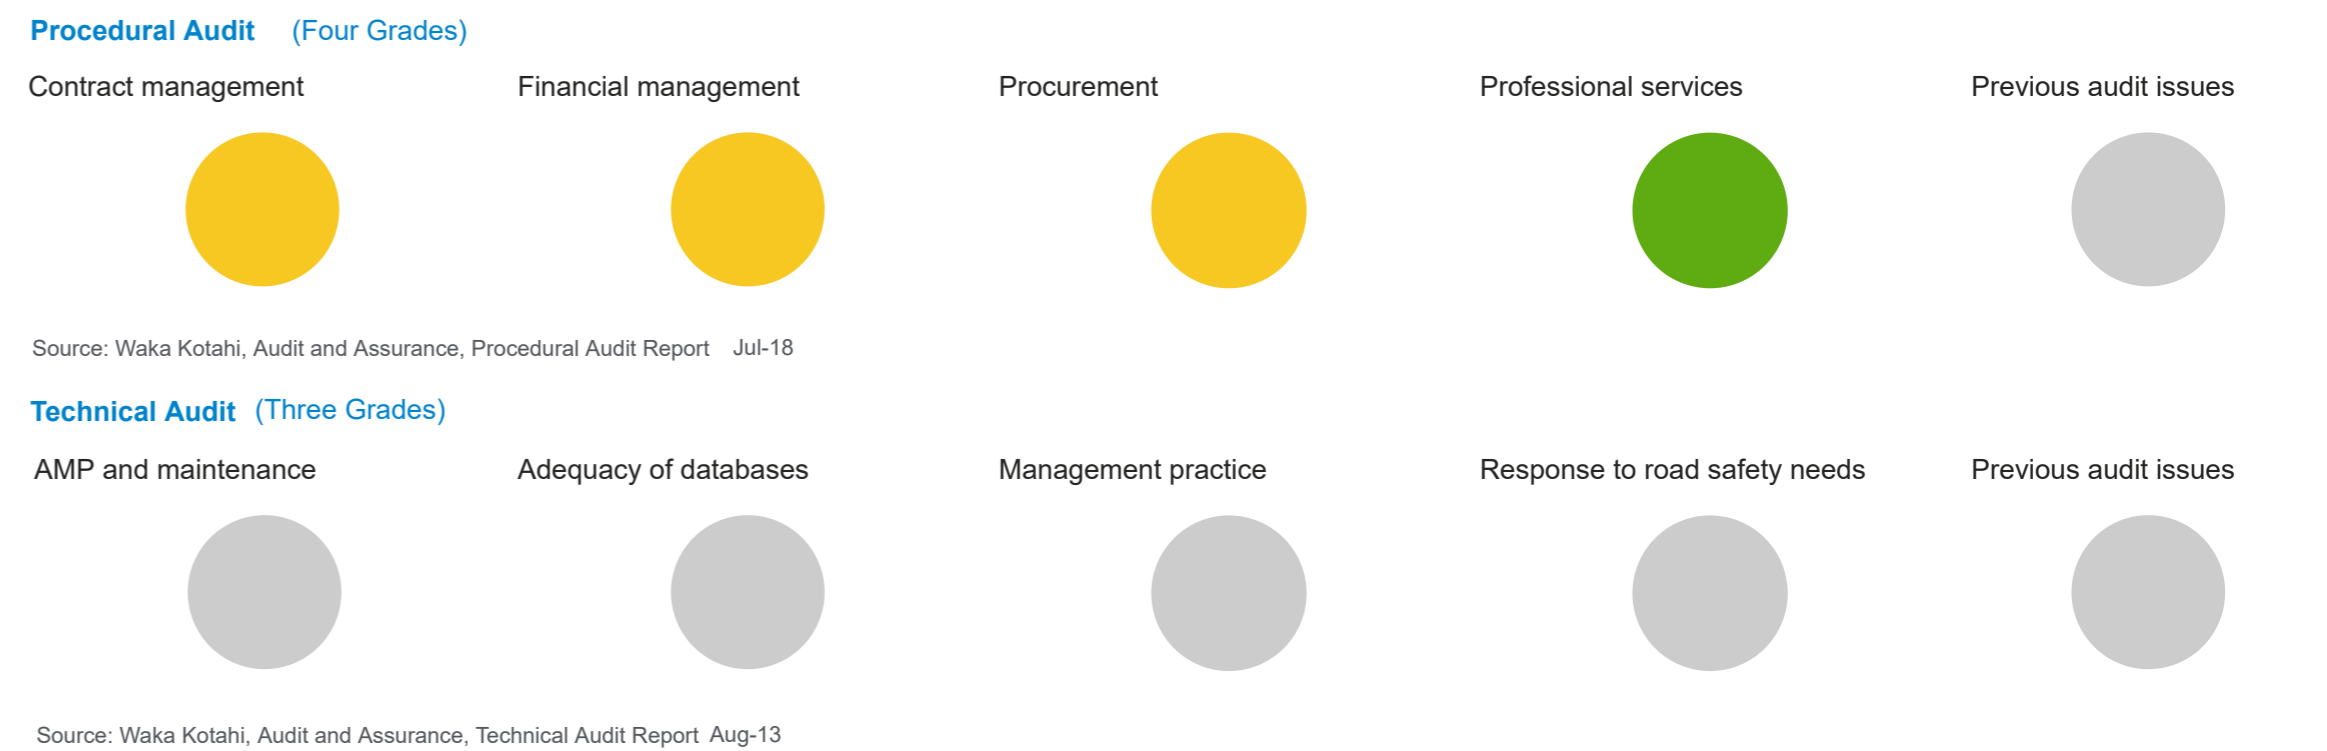 Procedural Audit (Four Grades)
Contract management Financial management Procurement Professional services Previous audit issues
Source: Waka Kotahi, Audit and Assurance, Procedural Audit Report Jul-18
Technical Audit (Three Grades)
AMP and maintenance Adequacy of databases Management practice Response to road safety needs Previous audit issues
Source: Waka Kotahi, Audit and Assurance, Technical Audit Report Aug-13